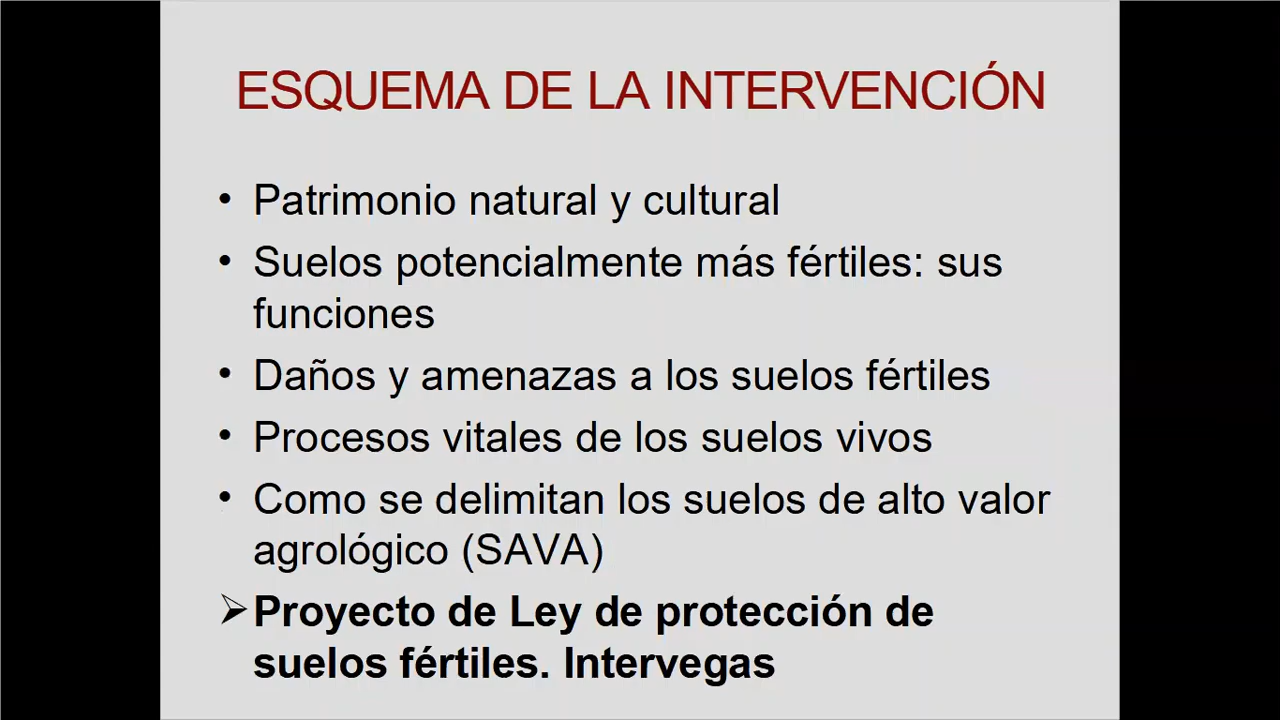 ESQUEMA DE LA INTERVENCIÓN
• Patrimonio natural y cultural
• Suelos potencialmente más fértiles: sus
funciones
• Daños y amenazas a los suelos fértiles
• Procesos vitales de los suelos vivos
• Como se delimitan los suelos de alto valor
agrológico (SAVA)
➢ Proyecto de Ley de protección de
suelos fértiles. Intervegas